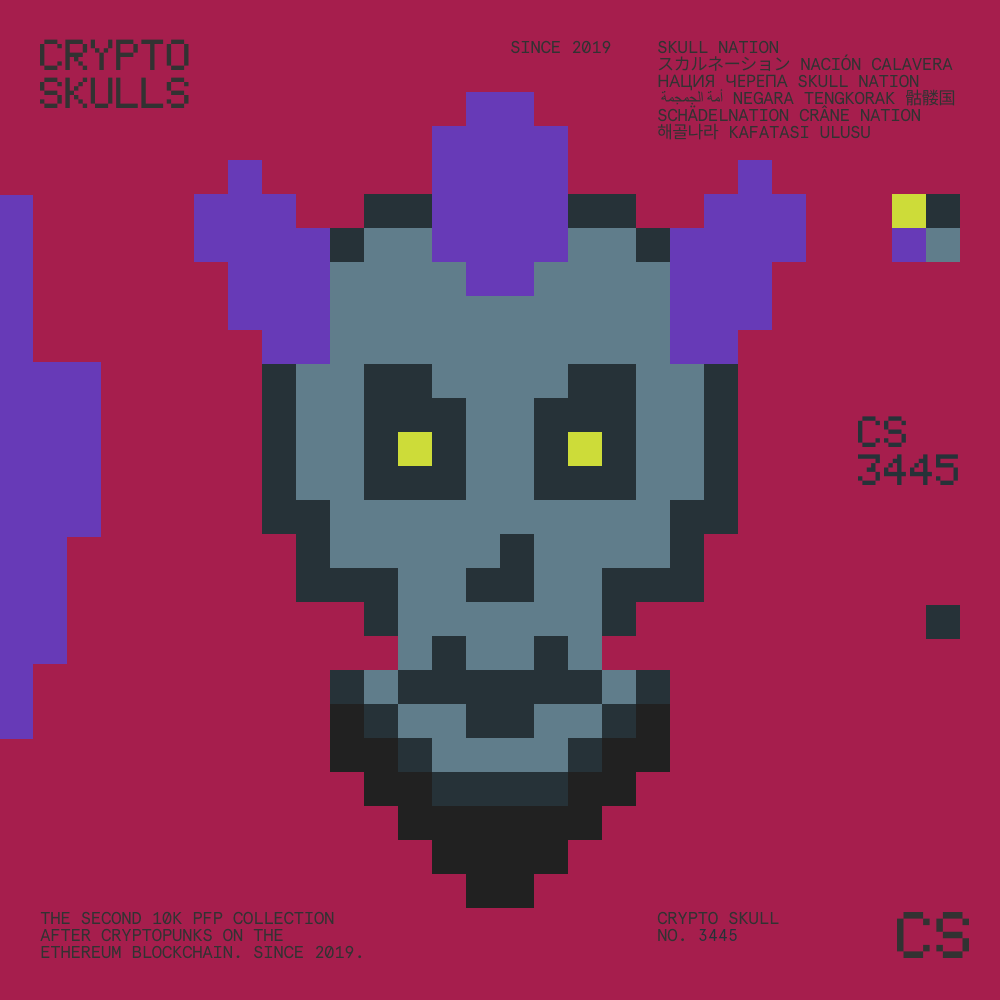 CRYPTO
SKULLS
SINCE 2019
SKULL NATION
スカルネーション NACIÓN CALAVERA
НАЦИЯ ЧЕРЕПА SKULL NATION
أمة الجمجمة NEGARA TENGKORAK 骷髅国
SCHÄDELNATION CRÂNE NATION
해골나라 KAFATASI ULUSU
CS
3445
THE SECOND 10K PFP COLLECTION
AFTER CRYPTOPUNKS ON THE
ETHEREUM BLOCKCHAIN. SINCE 2019.
CRYPTO SKULL
NO. 3445
CS